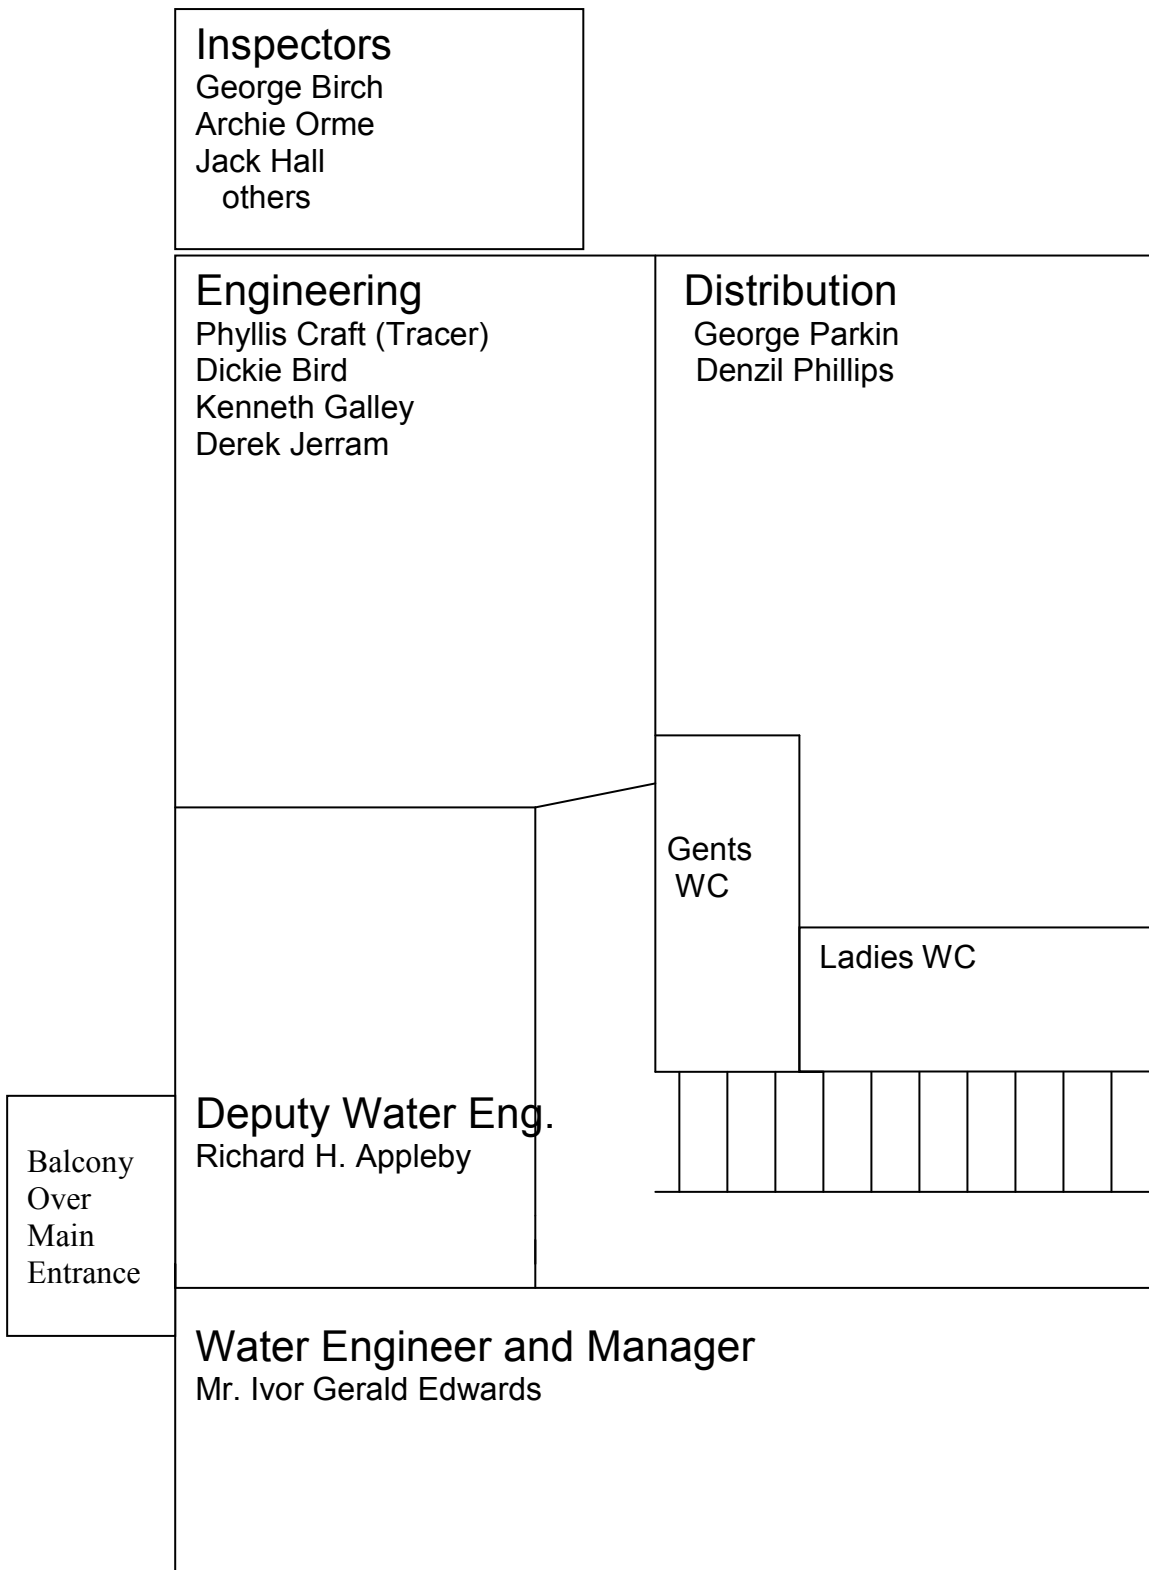 Inspectors
George Birch
Archie Orme
Jack Hall
others
Engineering
Phyllis Craft (Tracer)
Dickie Bird
Kenneth Galley
Derek Jerram
Distribution
George Parkin
Denzil Phillips
Gents
WC
Ladies WC
Deputy Water Eng.
Richard H. Appleby
Balcony
Over
Main
Entrance
Water Engineer and Manager
Mr. Ivor Gerald Edwards